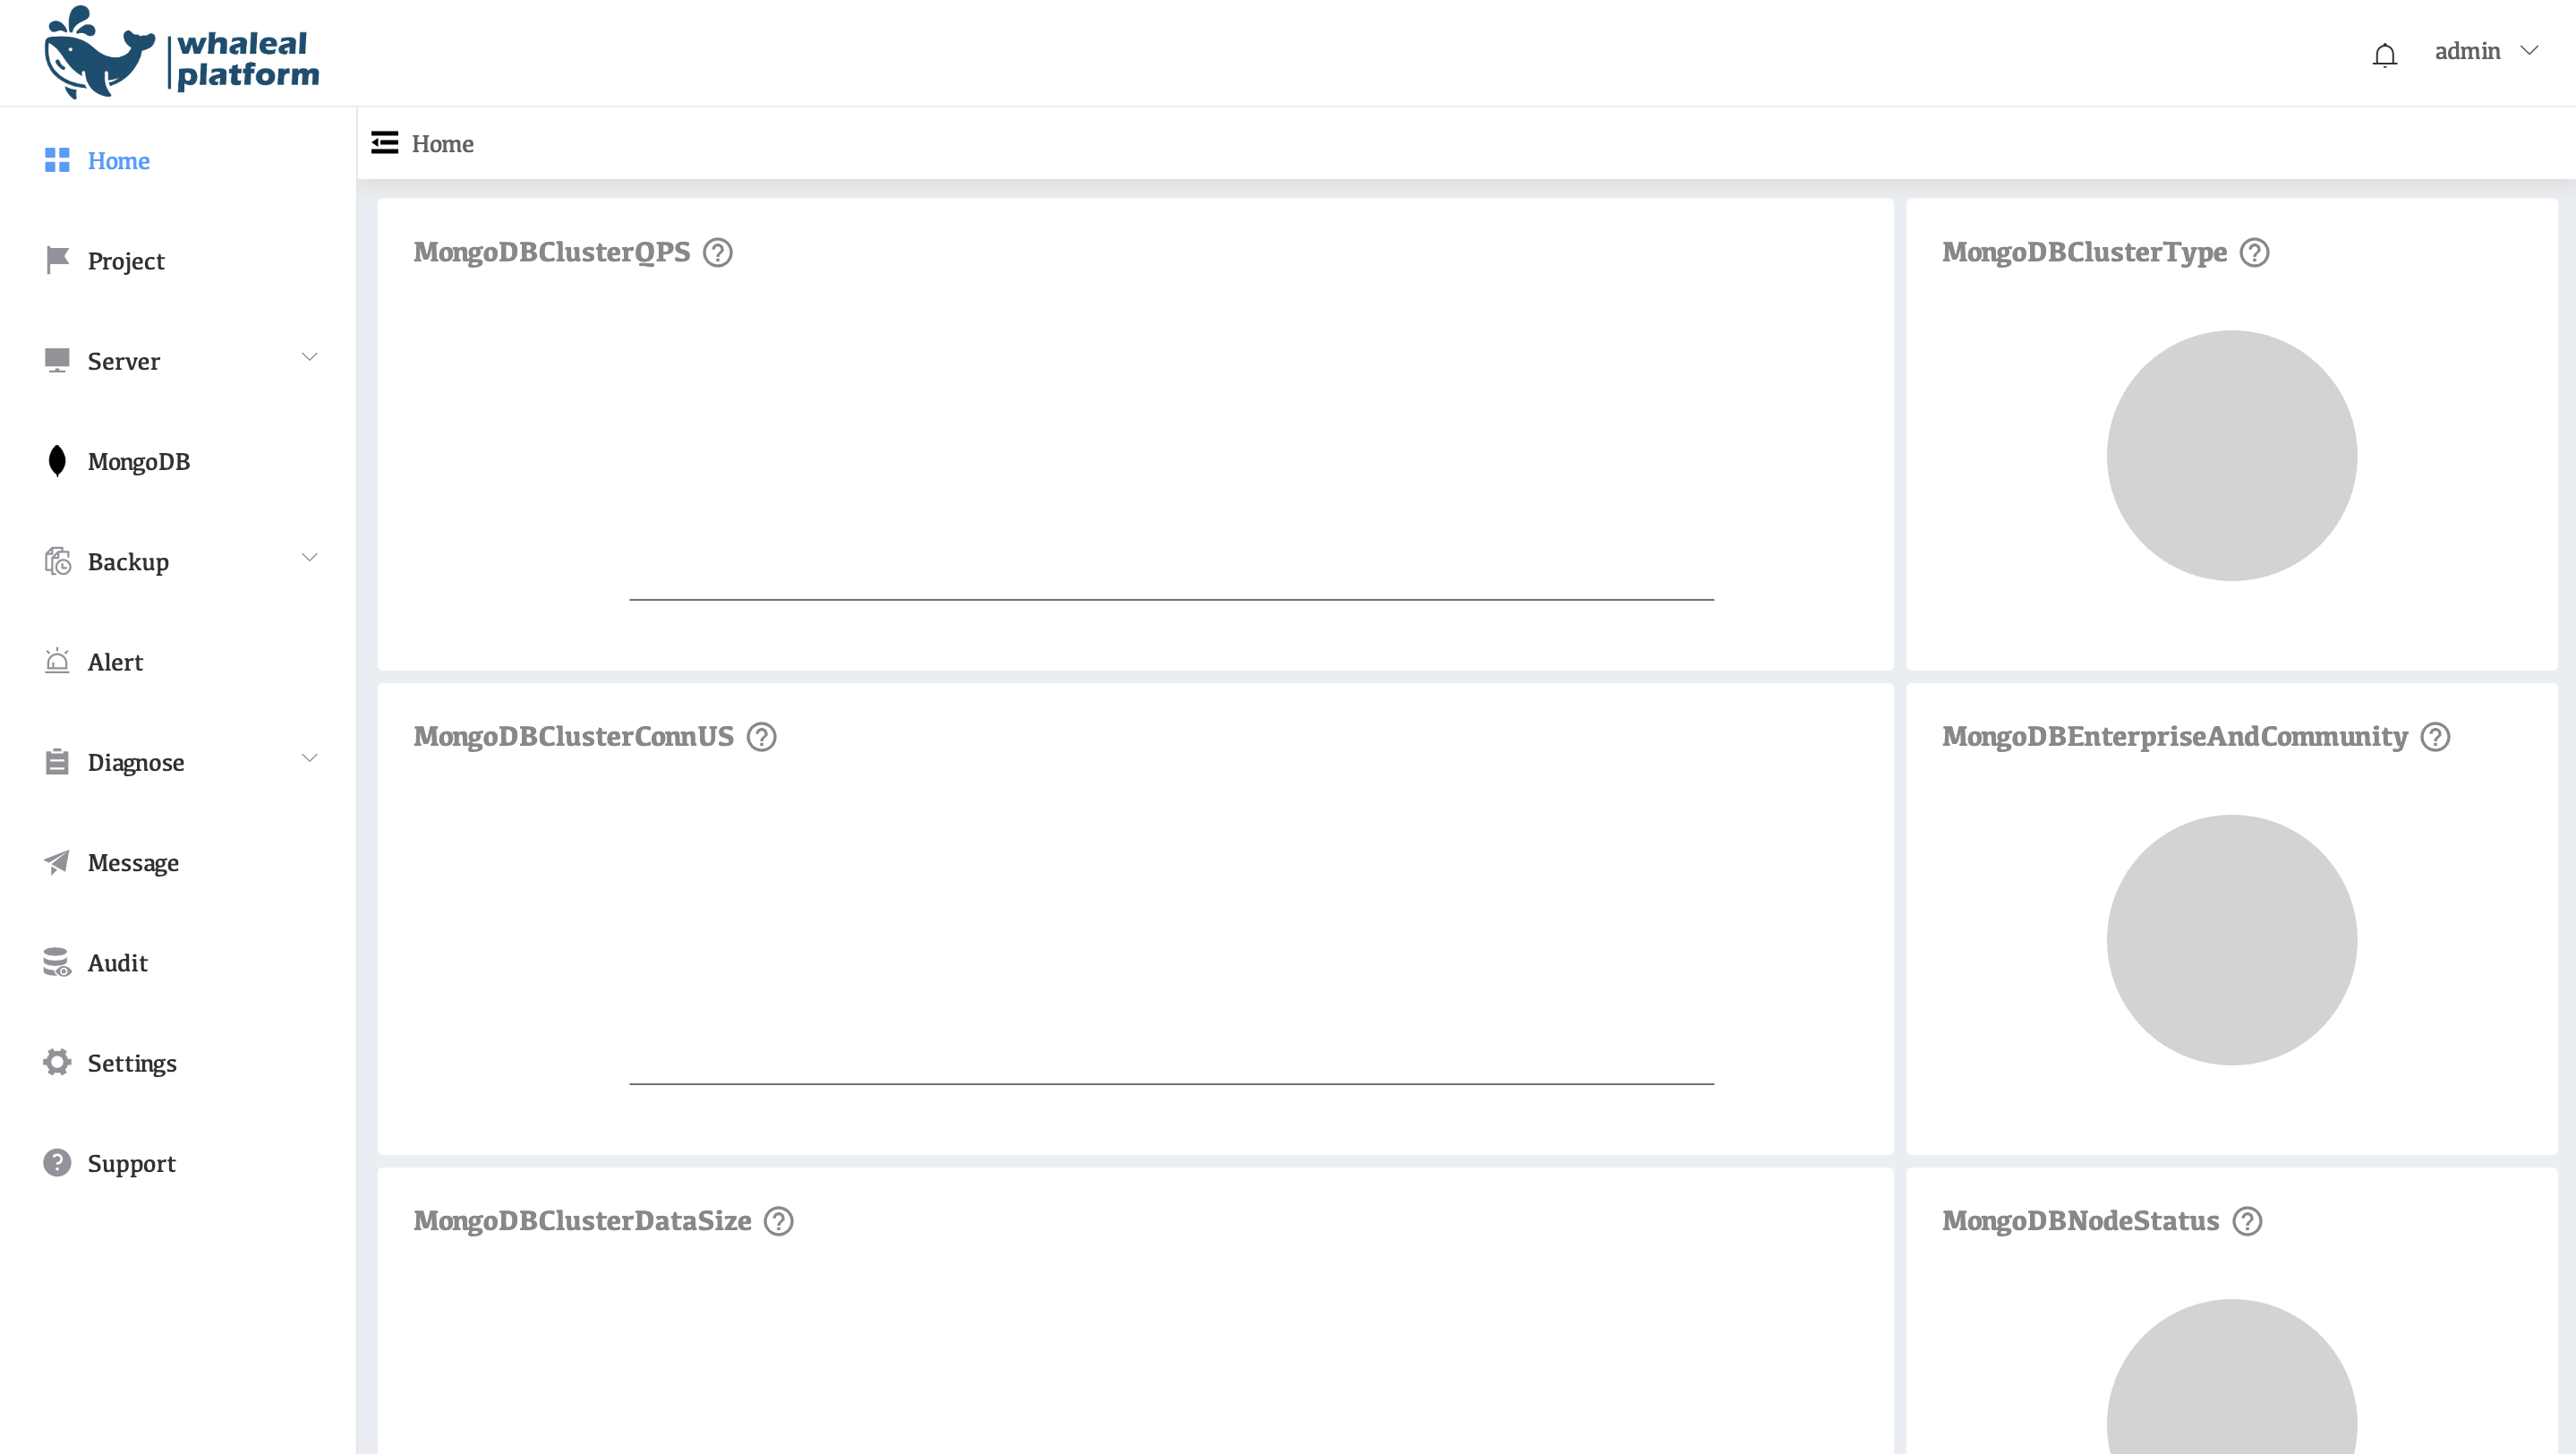 whaleal
platform
admin
Home
Project
Server
MongoDB
Backup
Alert
Diagnose
Message
Audit
Settings
Support
Home
MongoDBClusterQPS
MongoDBClusterType
MongoDBClusterConnUS
MongoDBEnterpriseAndCommunity
MongoDBClusterDataSize
MongoDBNodeStatus